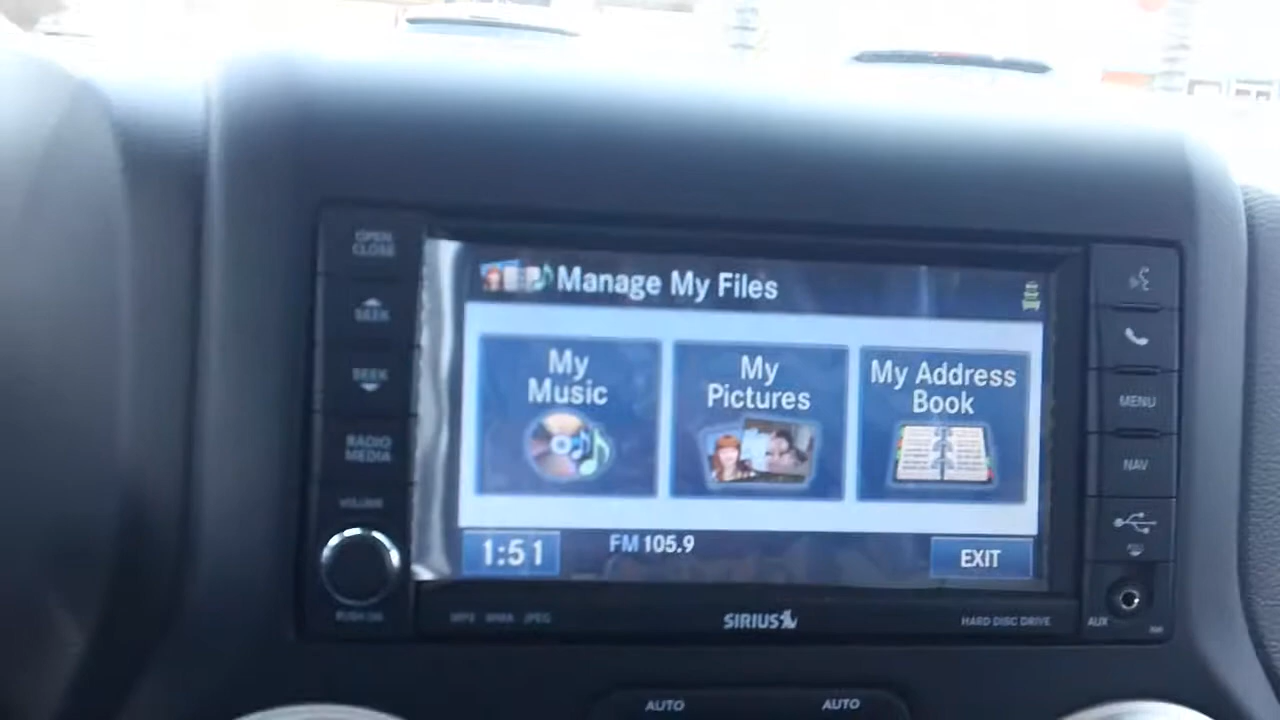 OPEN
CLOSE
SEEK
SEEK
RADIO
MEDIA
VOLUME
PUSH ON
Manage My Files
My
Music
My
Pictures
My Address
Book
1:51
FM 105.9
EXIT
MENU
NAV
AUX
MP3 WMA JPEG
SIRIUS
HARD DISC DRIVE
AUTO
AUTO